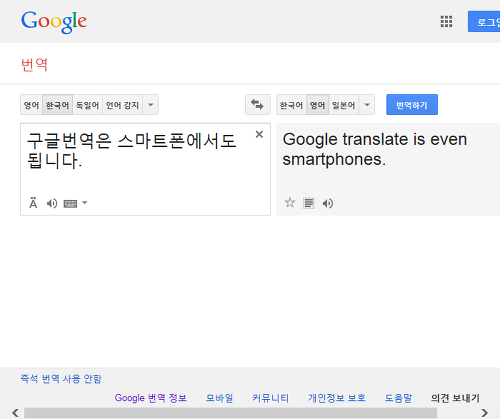 Google
로그인
번역
영어 한국어 독일어 언어 감지
한국어 영어 일본어
번역하기
구글번역은 스마트폰에서도
됩니다.
Google translate is even
smartphones.
Ä
즉석 번역 사용 안함
Google 번역 정보 모바일 커뮤니티 개인정보 보호 도움말 의견 보내기